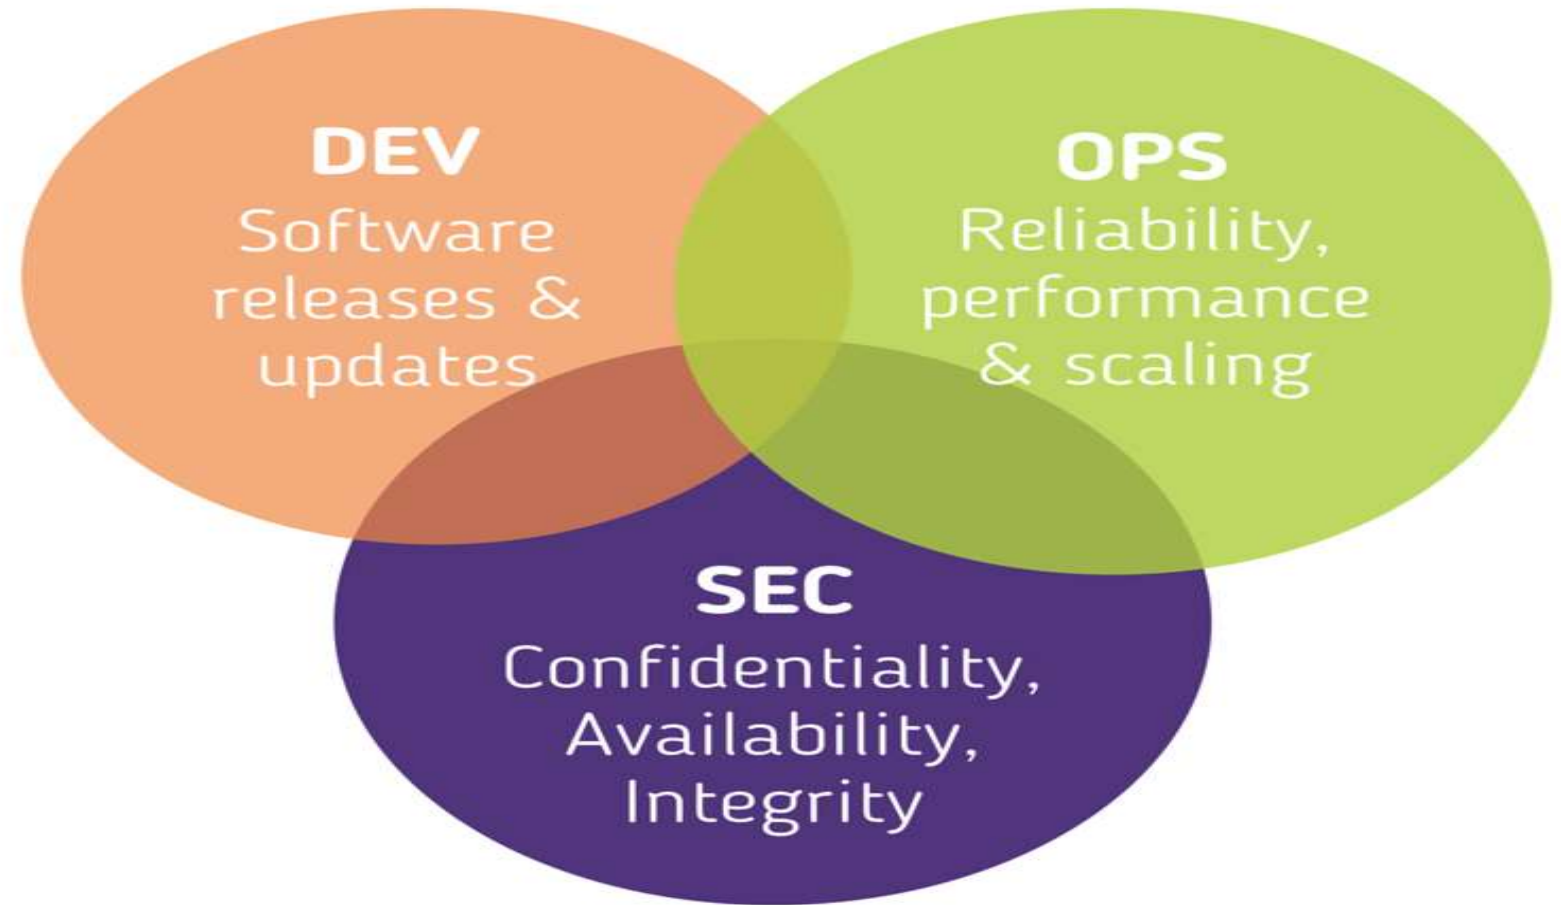 DEV
Software
releases &
updates
OPS
Reliability,
performance
& scaling
SEC
Confidentiality,
Availability,
Integrity